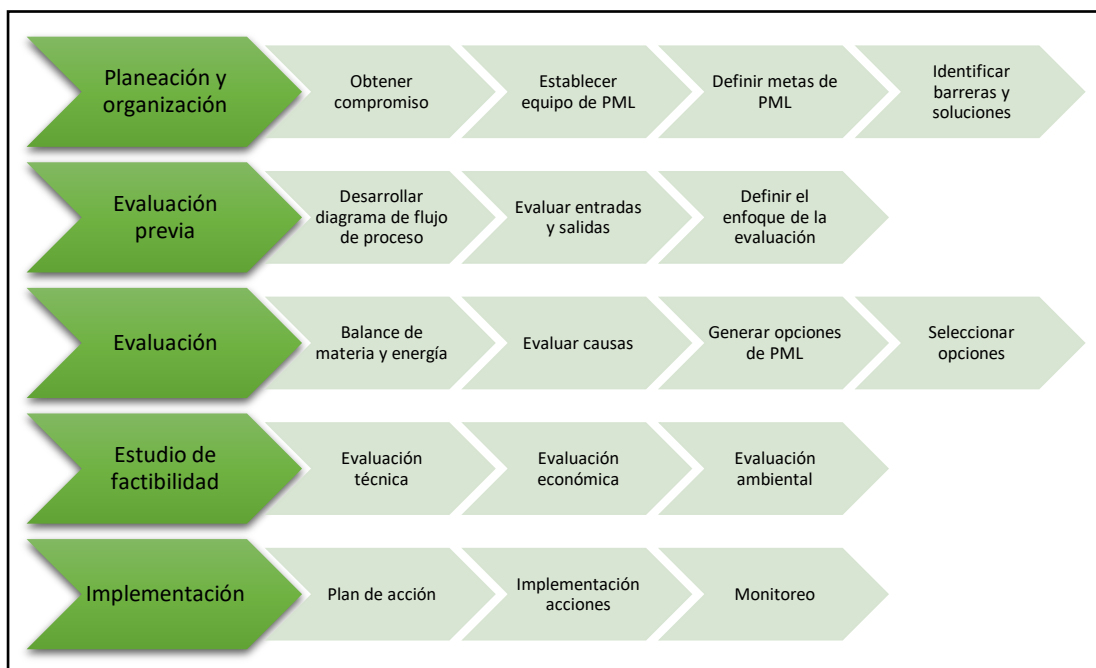 Planeación y
organización
Obtener
compromiso
Establecer
equipo de PML
Definir metas de
PML
Identificar
barreras y
soluciones
Evaluación
previa
Desarrollar
diagrama de flujo
de proceso
Evaluar entradas
y salidas
Definir el
enfoque de la
evaluación
Evaluación
Balance de
materia y energía
Evaluar causas
Generar opciones
de PML
Seleccionar
opciones
Estudio de
factibilidad
Evaluación
técnica
Evaluación
económica
Evaluación
ambiental
Implementación
Plan de acción
Implementación
acciones
Monitoreo